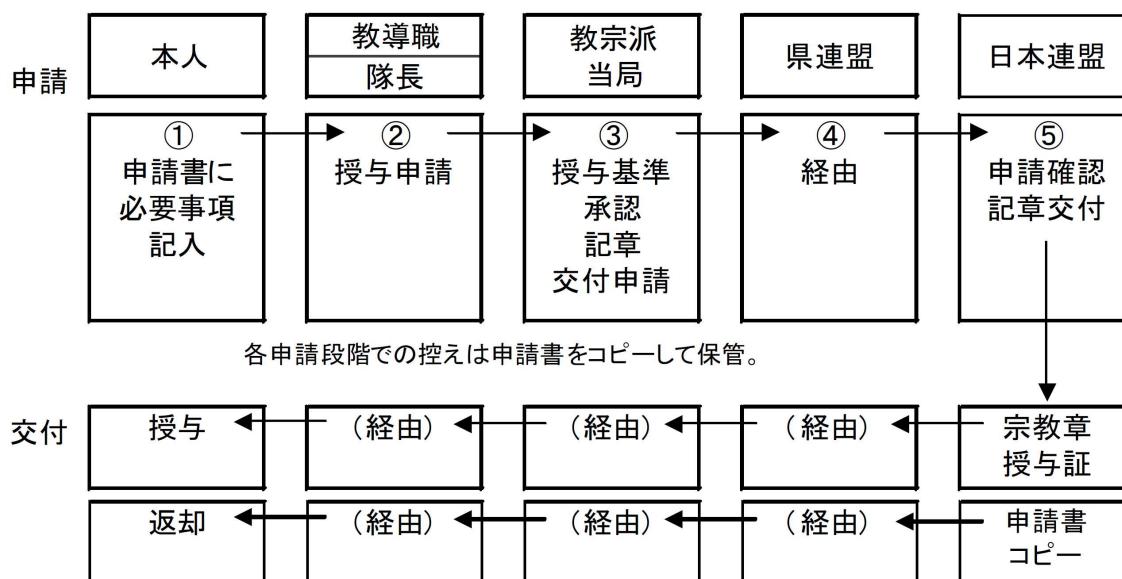 申請
本人
教導職
隊長
教宗派
当局
県連盟
日本連盟
①
申請書に
必要事項
記入
②
授与申請
③
授与基準
承認
記章
交付申請
④
経由
⑤
申請確認
記章交付
各申請段階での控えは申請書をコピーして保管。
交付
授与
（経由）
（経由）
（経由）
宗教章
授与証
返却
（経由）
（経由）
（経由）
申請書
コピー